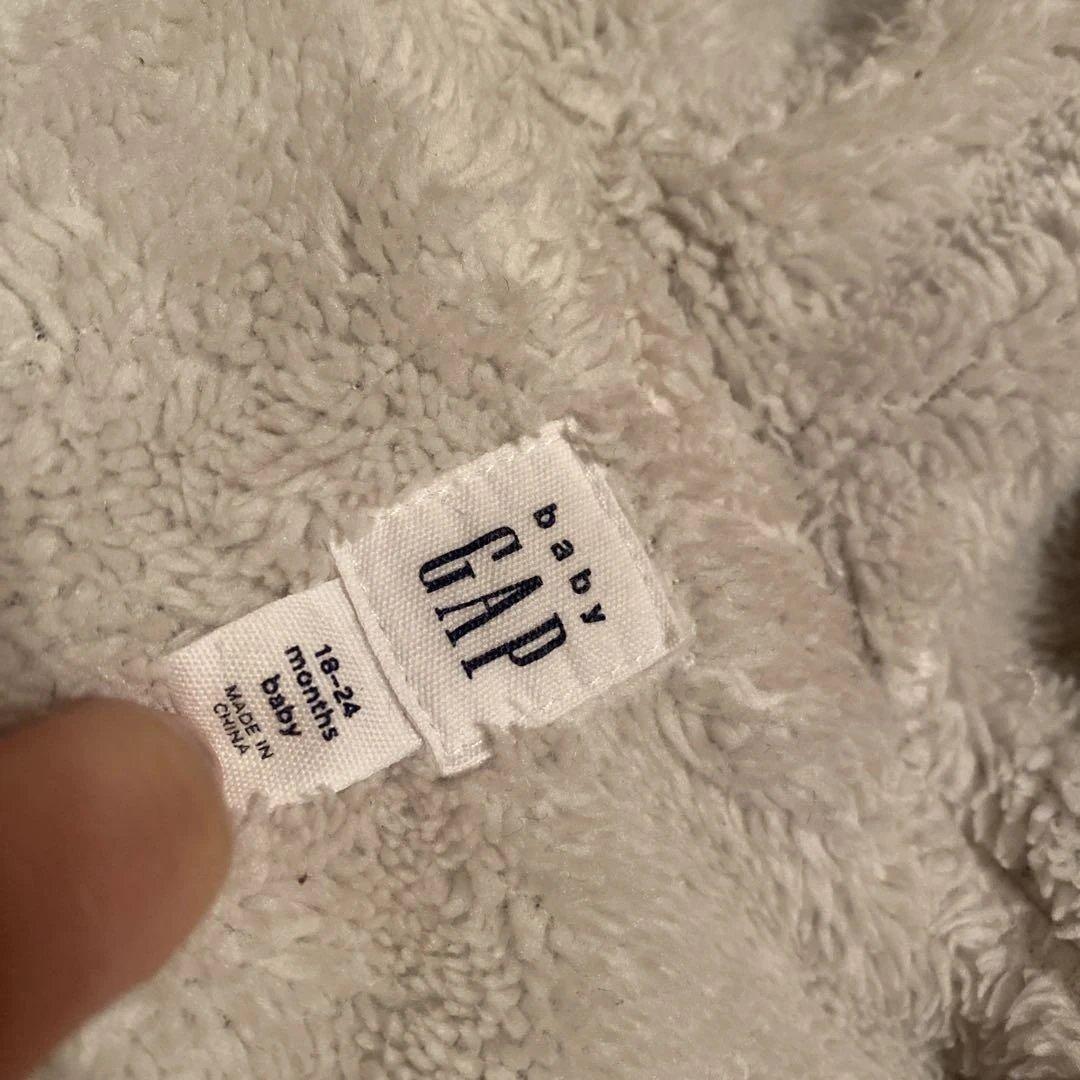 baby
GAP
18-24
months
baby
MADE IN
CHINA